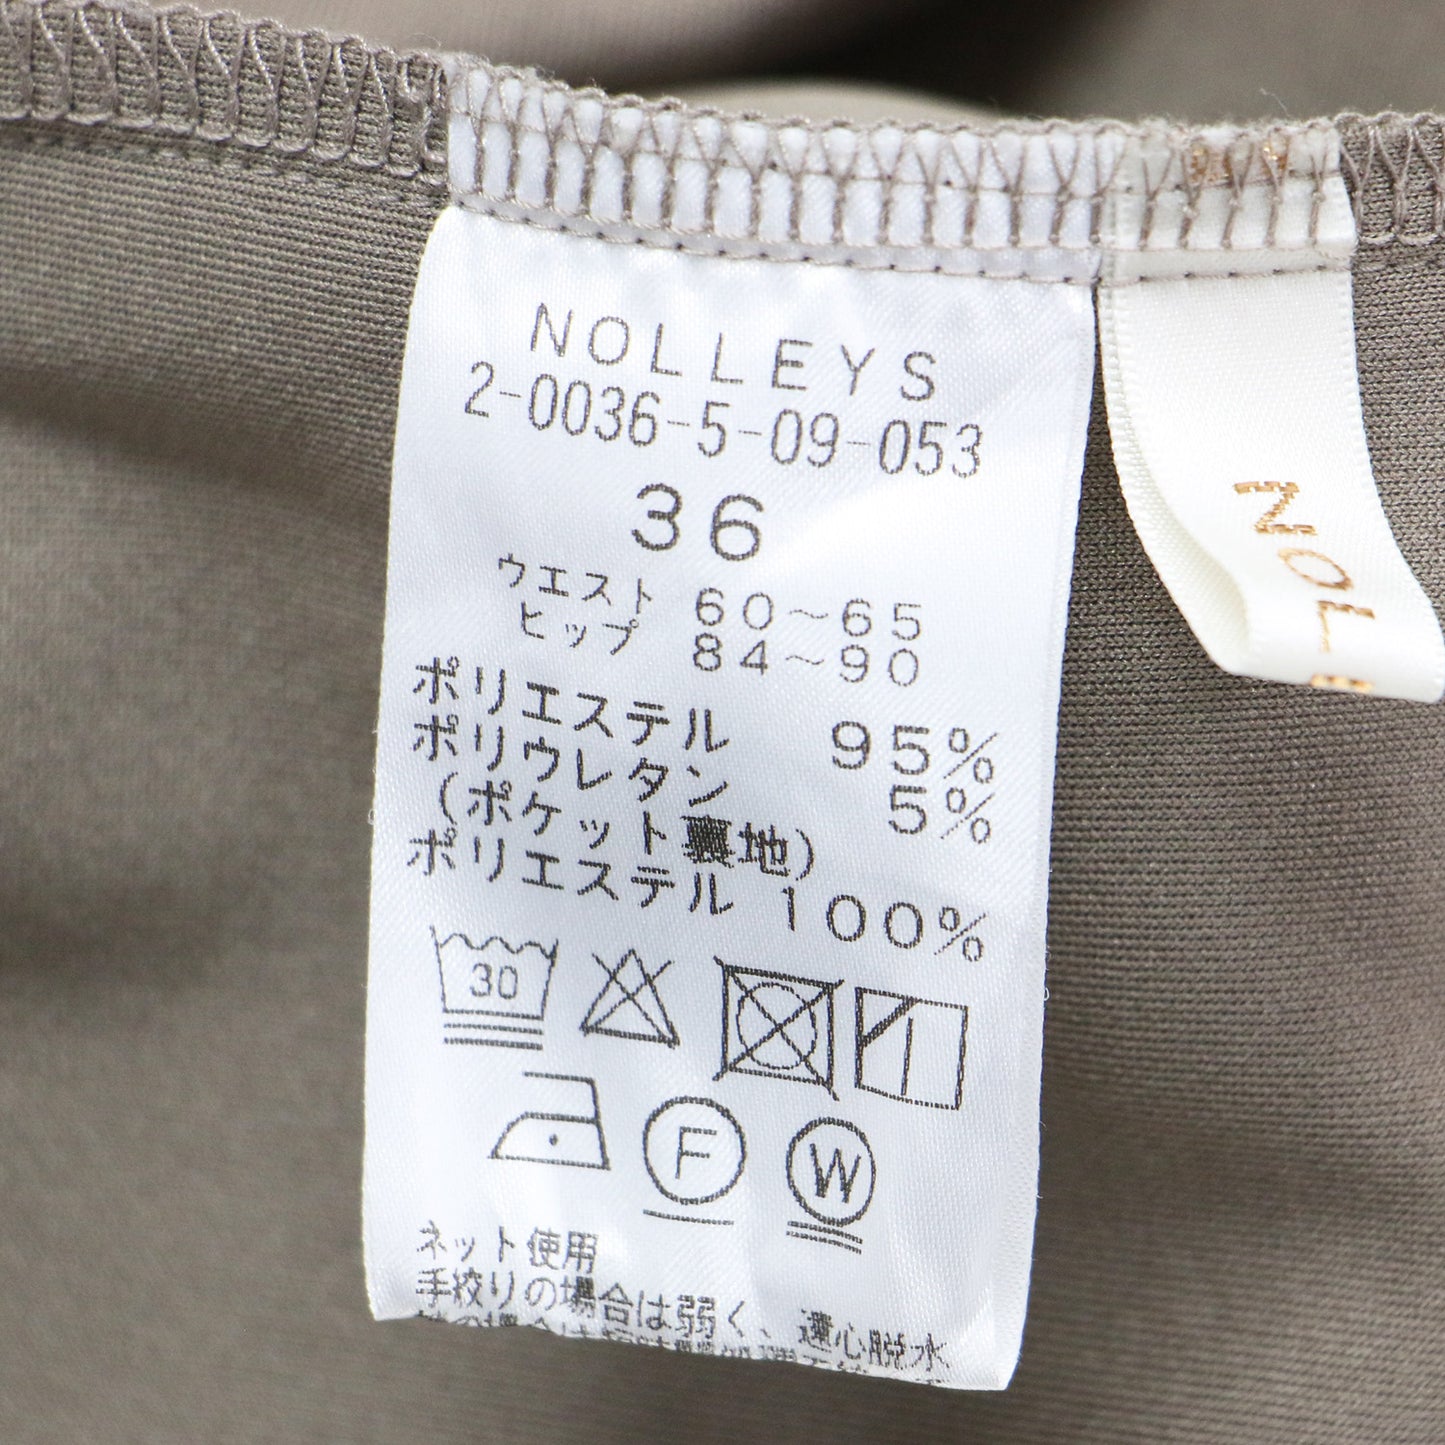 NOLLEYS
2-0036-5-09-053
36
ウエスト 60～65
ヒップ 84～90
ポリエステル 95%
ポリウレタン 5%
(ポケット裏地)
ポリエステル 100%
30
F
W
ネット使用
手絞りの場合は弱く、遠心脱水
NOL